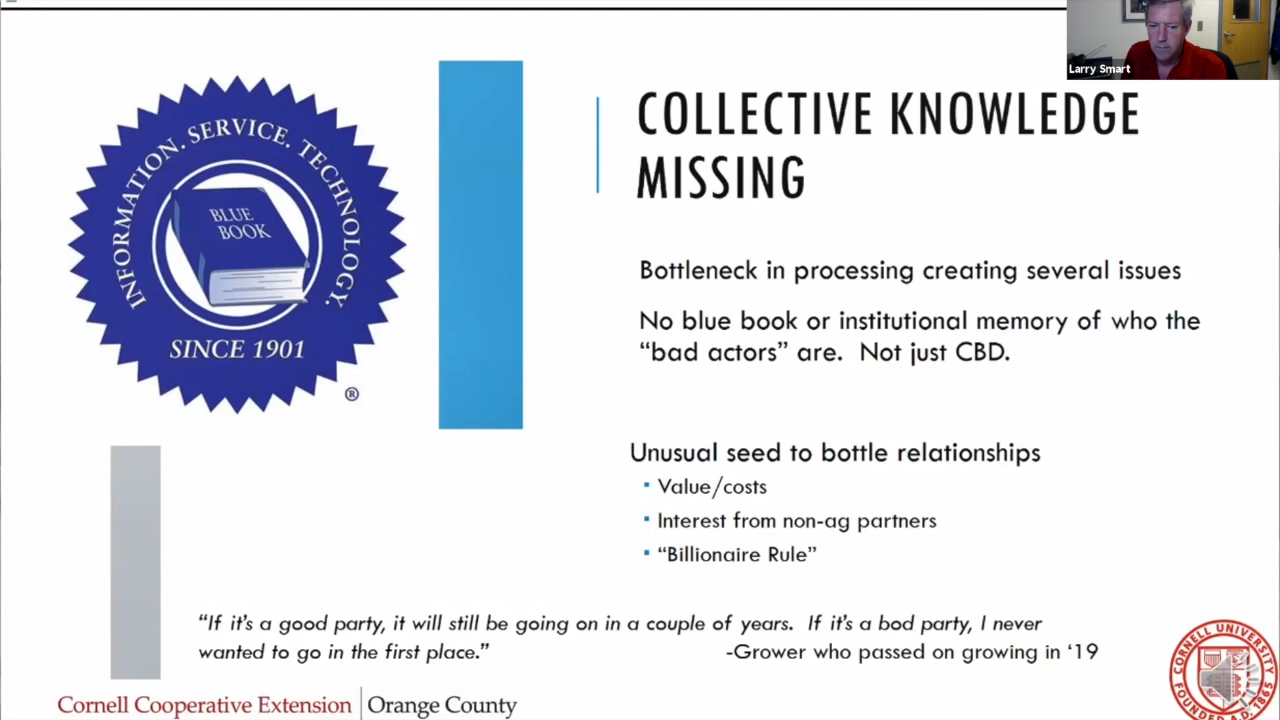 Larry Smart
INFORMATION. SERVICE. TECHNOLOGY.
BLUE
BOOK
SINCE 1901
®
COLLECTIVE KNOWLEDGE
MISSING
Bottleneck in processing creating several issues
No blue book or institutional memory of who the
“bad actors” are.  Not just CBD.
Unusual seed to bottle relationships
▪ Value/costs
▪ Interest from non-ag partners
▪ “Billionaire Rule”
“If it’s a good party, it will still be going on in a couple of years.  If it’s a bod party, I never
wanted to go in the first place.”
-Grower who passed on growing in ‘19
Cornell Cooperative Extension | Orange County
CORNELL UNIVERSITY
FOUNDED A.D. 1865